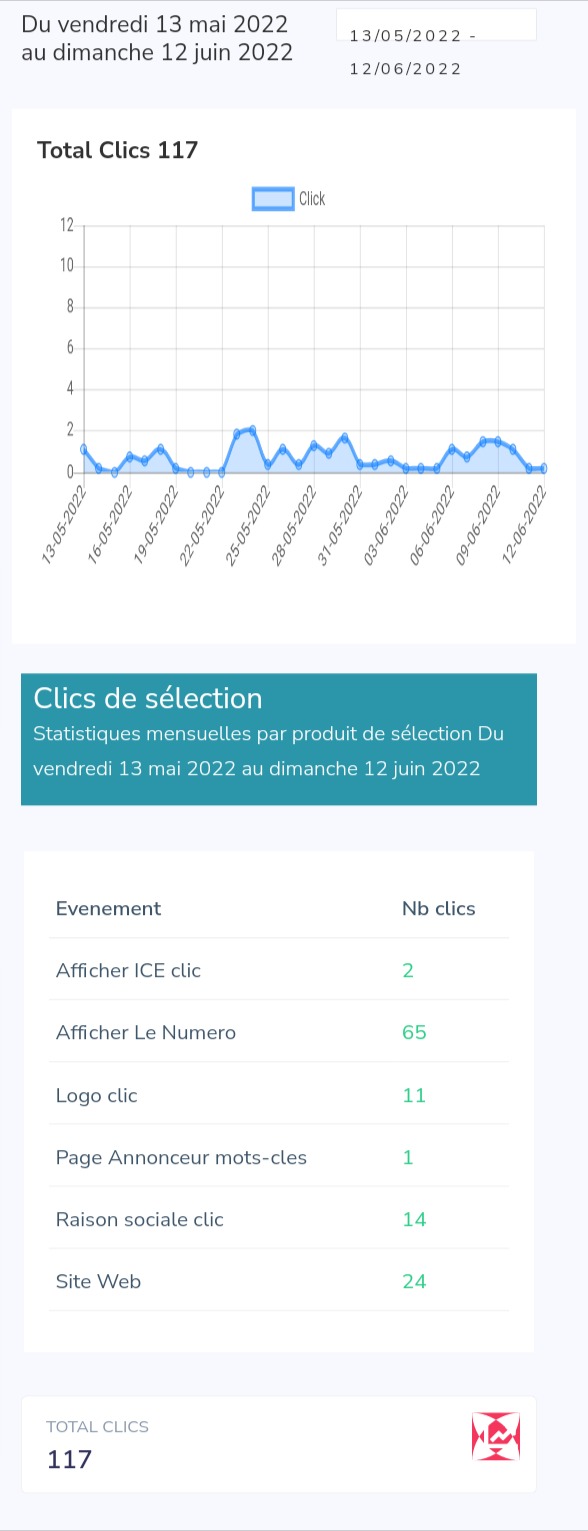 Du vendredi 13 mai 2022
au dimanche 12 juin 2022
13/05/2022 -
12/06/2022
Total Clics 117
Click
12
10
8
6
4
2
0
13-05-2022
16-05-2022
19-05-2022
22-05-2022
25-05-2022
28-05-2022
31-05-2022
03-06-2022
06-06-2022
09-06-2022
12-06-2022
Clics de sélection
Statistiques mensuelles par produit de sélection Du
vendredi 13 mai 2022 au dimanche 12 juin 2022
Evenement Nb clics
Afficher ICE clic 2
Afficher Le Numero 65
Logo clic 11
Page Annonceur mots-cles 1
Raison sociale clic 14
Site Web 24
TOTAL CLICS
117